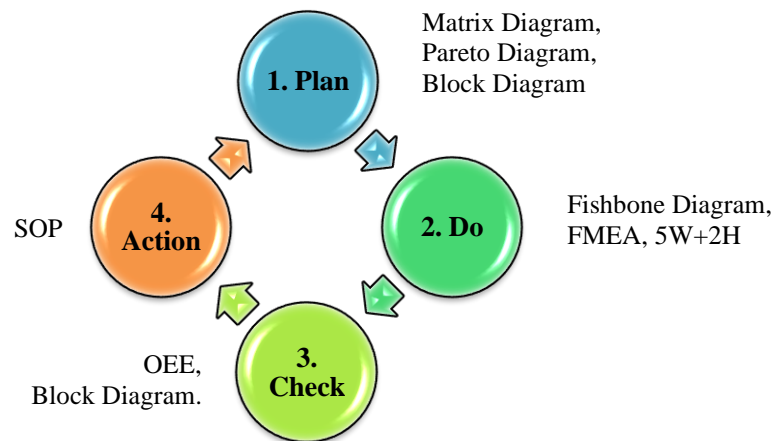 Matrix Diagram,
Pareto Diagram,
Block Diagram
1. Plan
2. Do
Fishbone Diagram,
FMEA, 5W+2H
3.
Check
OEE,
Block Diagram.
4.
Action
SOP